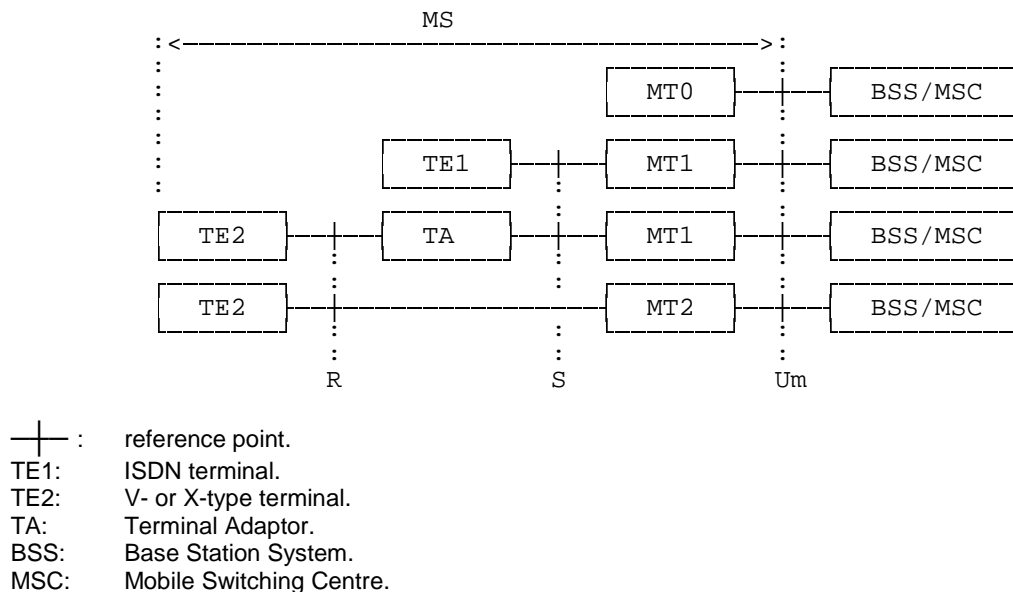 MS
MT0 BSS/MSC
TE1 MT1 BSS/MSC
TE2 TA MT1 BSS/MSC
TE2 MT2 BSS/MSC
R S Um
: reference point.
TE1: ISDN terminal.
TE2: V- or X-type terminal.
TA: Terminal Adaptor.
BSS: Base Station System.
MSC: Mobile Switching Centre.